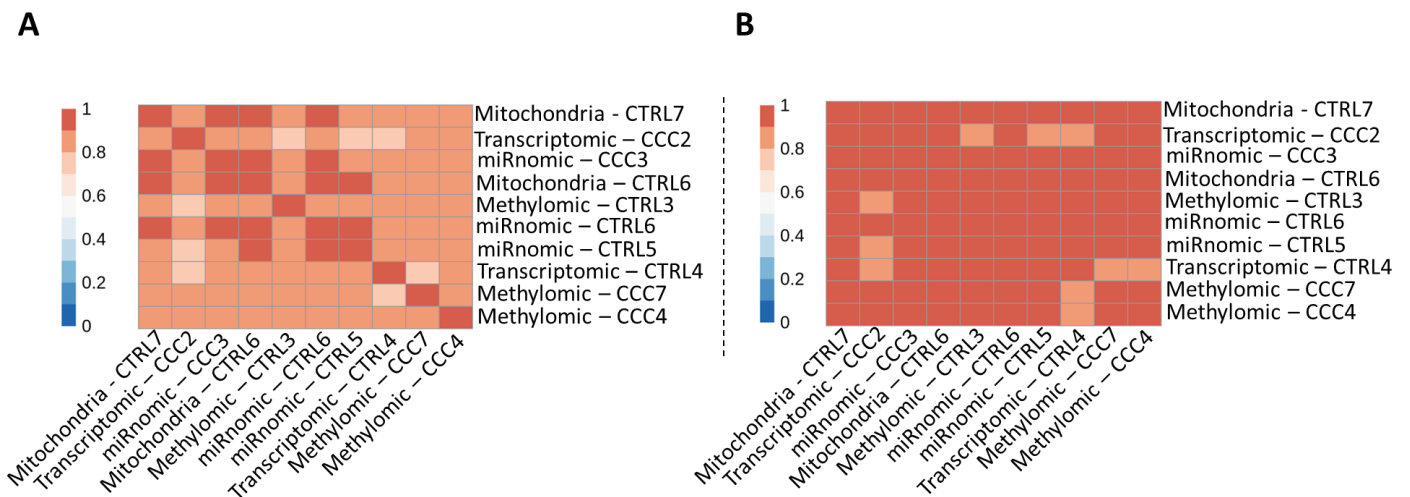 A
B
1
0.8
0.6
0.4
0.2
0
Mitochondria - CTRL7
Transcriptomic – CCC2
miRnomic – CCC3
Mitochondria – CTRL6
Methylomic – CTRL3
miRnomic – CTRL6
miRnomic – CTRL5
Transcriptomic – CTRL4
Methylomic – CCC7
Methylomic – CCC4
Mitochondria - CTRL7
Transcriptomic – CCC2
miRnomic – CCC3
Mitochondria – CTRL6
Methylomic – CTRL3
miRnomic – CTRL6
miRnomic – CTRL5
Transcriptomic – CTRL4
Methylomic – CCC7
Methylomic – CCC4
1
0.8
0.6
0.4
0.2
0
Mitochondria - CTRL7
Transcriptomic – CCC2
miRnomic – CCC3
Mitochondria – CTRL6
Methylomic – CTRL3
miRnomic – CTRL6
miRnomic – CTRL5
Transcriptomic – CTRL4
Methylomic – CCC7
Methylomic – CCC4
Mitochondria - CTRL7
Transcriptomic – CCC2
miRnomic – CCC3
Mitochondria – CTRL6
Methylomic – CTRL3
miRnomic – CTRL6
miRnomic – CTRL5
Transcriptomic – CTRL4
Methylomic – CCC7
Methylomic – CCC4